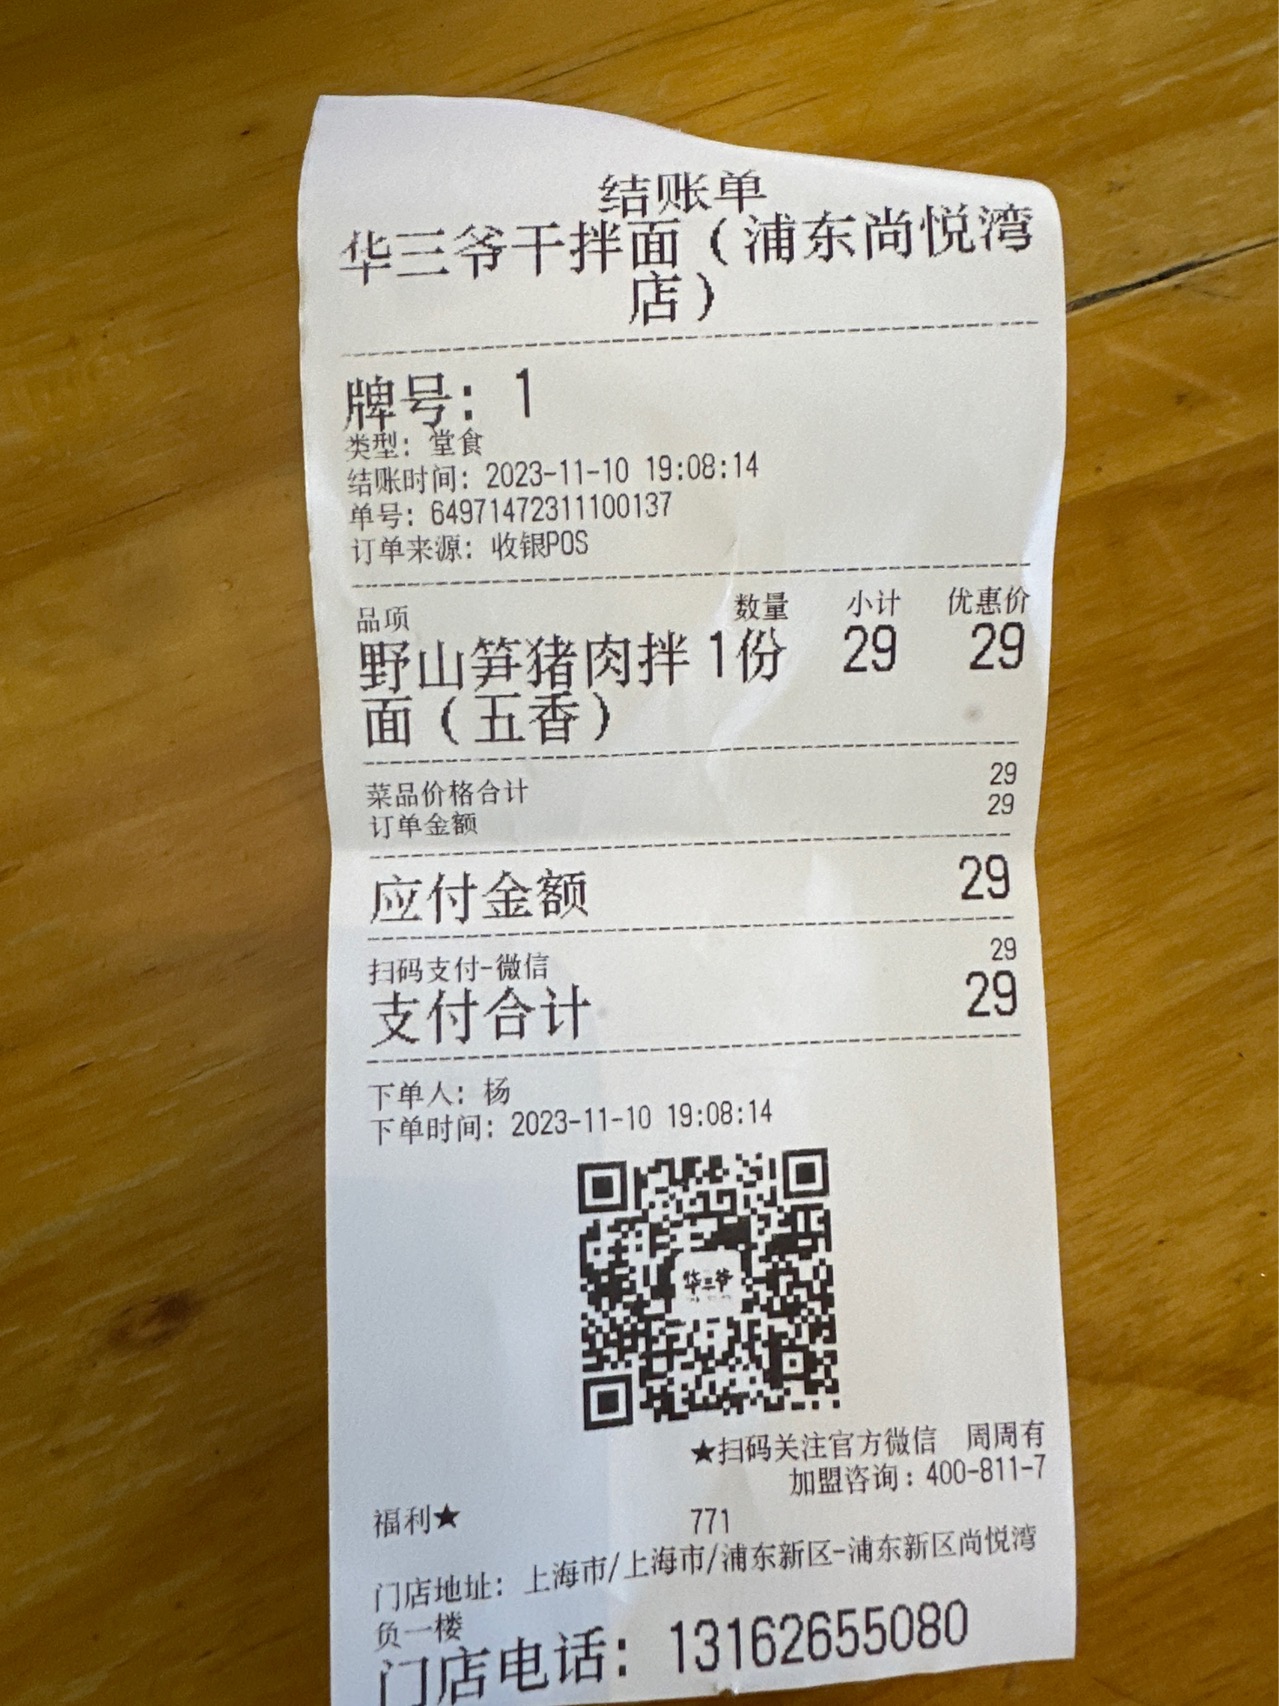 结账单
华三爷干拌面（浦东尚悦湾
店）
牌号：1
类型：堂食
结账时间：2023-11-10 19:08:14
单号：64971472311100137
订单来源：收银POS
品项 数量 小计 优惠价
野山笋猪肉拌 1份 29 29
面（五香）
菜品价格合计 29
订单金额 29
应付金额 29
扫码支付-微信 29
支付合计 29
下单人：杨
下单时间：2023-11-10 19:08:14
华三爷
★扫码关注官方微信 周周有
加盟咨询：400-811-7
福利★ 771
门店地址：上海市/上海市/浦东新区-浦东新区尚悦湾
负一楼
门店电话：13162655080